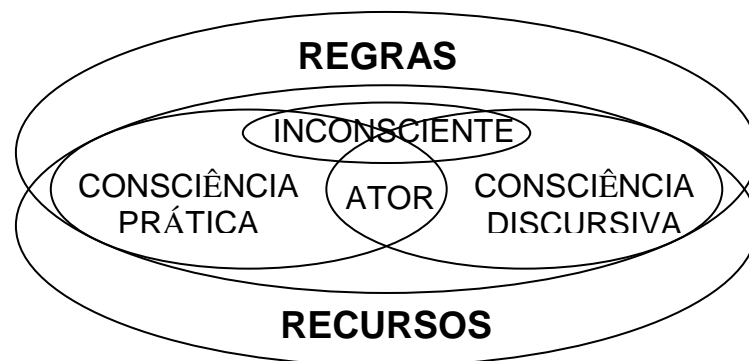 REGRAS
INCONSCIENTE
CONSCIÊNCIA
PRÁTICA
ATOR
CONSCIÊNCIA
DISCURSIVA
RECURSOS